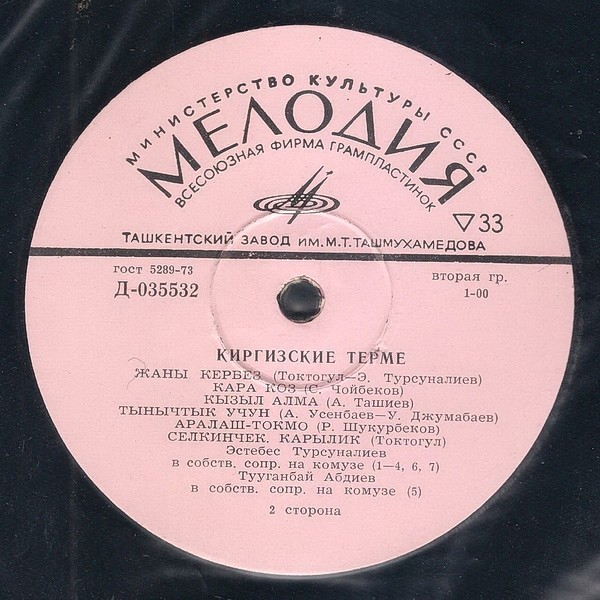 МИНИСТЕРСТВО КУЛЬТУРЫ СССР
МЕЛОДИЯ
ВСЕСОЮЗНАЯ ФИРМА ГРАМПЛАСТИНОК
▽33
ТАШКЕНТСКИЙ ЗАВОД ИМ.М.Т.ТАШМУХАМЕДОВА
гост 5289-73
вторая гр.
Д-035532
1-00
КИРГИЗСКИЕ ТЕРМЕ
ЖАНЫ КЕРБЕЗ (Токтогул—Э. Турсуналиев)
КАРА КОЗ (С. Чойбеков)
КЫЗЫЛ АЛМА (А. Ташиев)
ТЫНЫЧТЫК УЧУН (А. Усенбаев—У. Джумабаев)
АРАЛАШ-ТОКМО (Р. Шукурбеков)
СЕЛКИНЧЕК. КАРЫЛИК (Токтогул)
Эстебес Турсуналиев
в собств. сопр. на комузе (1—4, 6, 7)
Тууганбай Абдиев
в собств. сопр. на комузе (5)
2 сторона